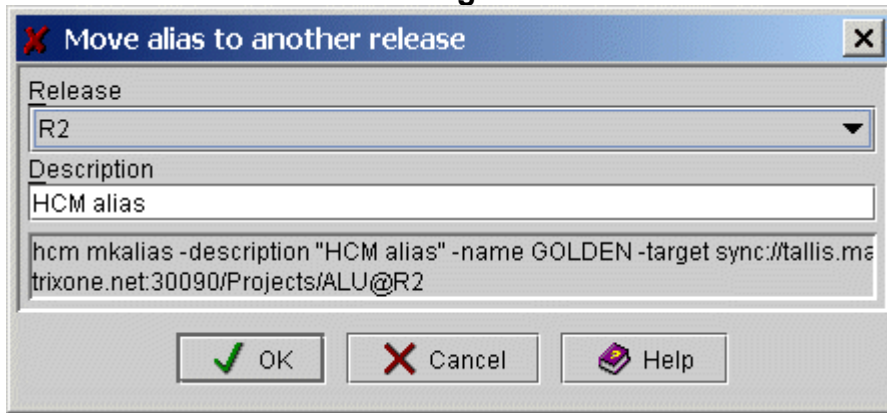 Move alias to another release
Release
R2
Description
HCM alias
hcm mkalias -description "HCM alias" -name GOLDEN -target sync://tallis.ma
trixone.net:30090/Projects/ALU@R2
OK
Cancel
Help